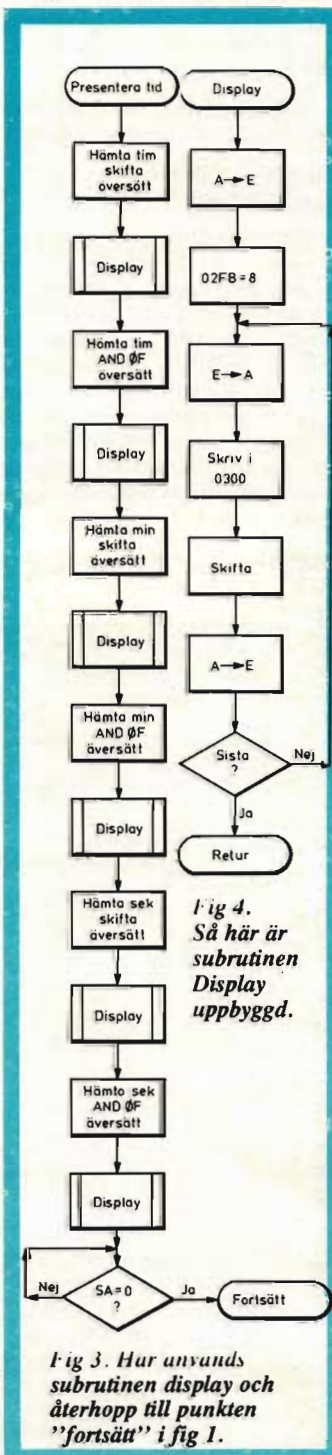 Presentera tid
Hämta tim
skifta
översätt
Display
Hämta tim
AND ØF
översätt
Display
Hämta min
skifta
översätt
Display
Hämta min
AND ØF
översätt
Display
Hämta sek
skifta
översätt
Display
Hämta sek
AND ØF
översätt
Display
Nej
SA=0
?
Ja
Fortsätt
Fig 3. Här används
subrutinen display och
återhopp till punkten
”fortsätt” i fig 1.
Display
A→E
02FB=8
E→A
Skriv i
0300
Skifta
A→E
Sista
?
Nej
Ja
Retur
Fig 4.
Så här är
subrutinen
Display
uppbyggd.